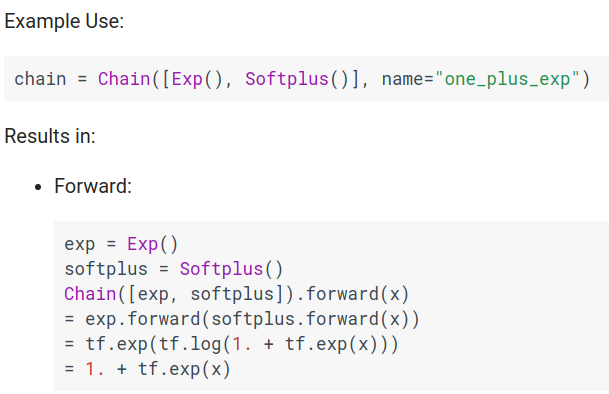 Example Use:
chain = Chain([Exp(), Softplus()], name="one_plus_exp")
Results in:
• Forward:
exp = Exp()
softplus = Softplus()
Chain([exp, softplus]).forward(x)
= exp.forward(softplus.forward(x))
= tf.exp(tf.log(1. + tf.exp(x)))
= 1. + tf.exp(x)